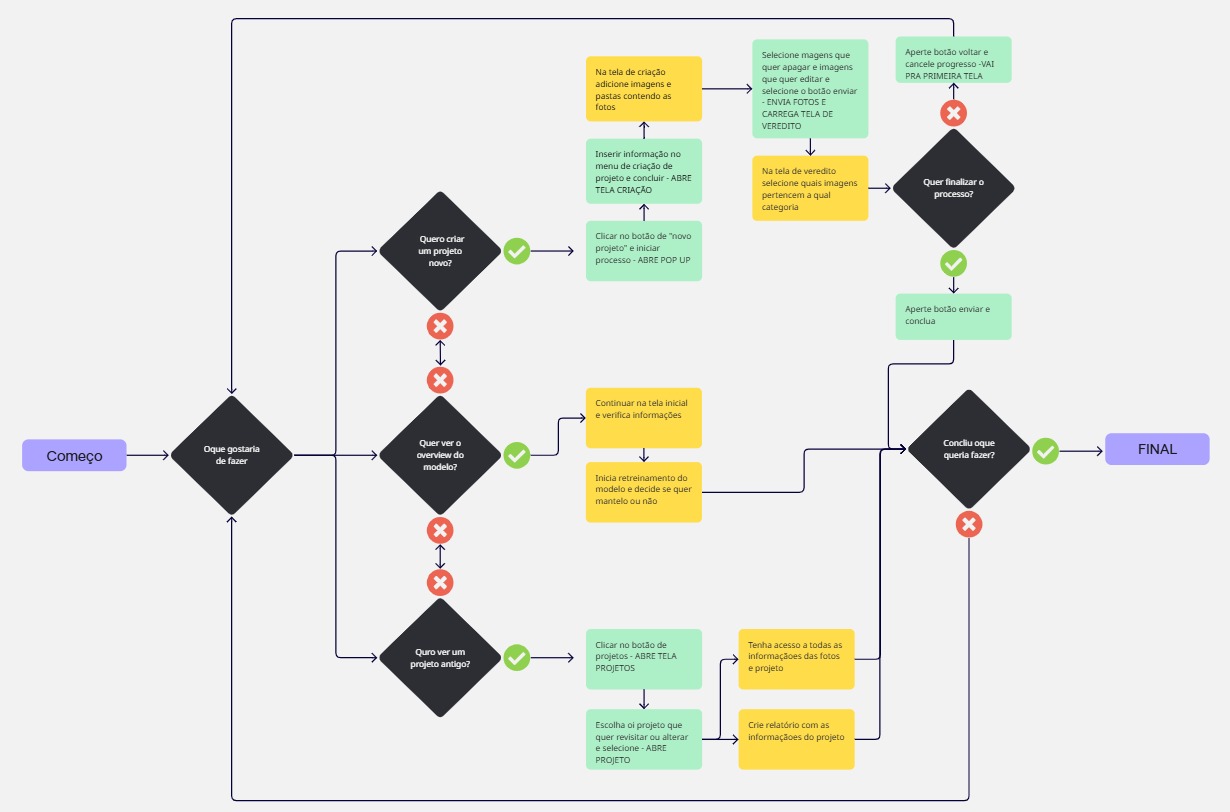 Aperte botão voltar e
cancele progresso -VAI
PRA PRIMEIRA TELA
Selecione magens que
quer apagar e imagens
que quer editar e
selecione o botão enviar
- ENVIA FOTOS E
CARREGA TELA DE
VEREDITO
Na tela de criação
adicione imagens e
pastas contendo as
fotos
Inserir informação no
menu de criação de
projeto e concluir - ABRE
TELA CRIAÇÃO
Na tela de veredito
selecione quais imagens
pertencem a qual
categoria
Quer finalizar o
processo?
Quero criar
um projeto
novo?
Clicar no botão de "novo
projeto" e iniciar
processo - ABRE POP UP
Aperte botão enviar e
conclua
Começo
Oque gostaria
de fazer
Quer ver o
overview do
modelo?
Continuar na tela inicial
e verifica informações
Inicia retreinamento do
modelo e decide se quer
mantelo ou não
Concliu oque
queria fazer?
FINAL
Quro ver um
projeto antigo?
Clicar no botão de
projetos - ABRE TELA
PROJETOS
Tenha acesso a todas as
informaçãoes das fotos
e projeto
Escolha oi projeto que
quer revisitar ou alterar
e selecione - ABRE
PROJETO
Crie relatório com as
informaçãoes do projeto